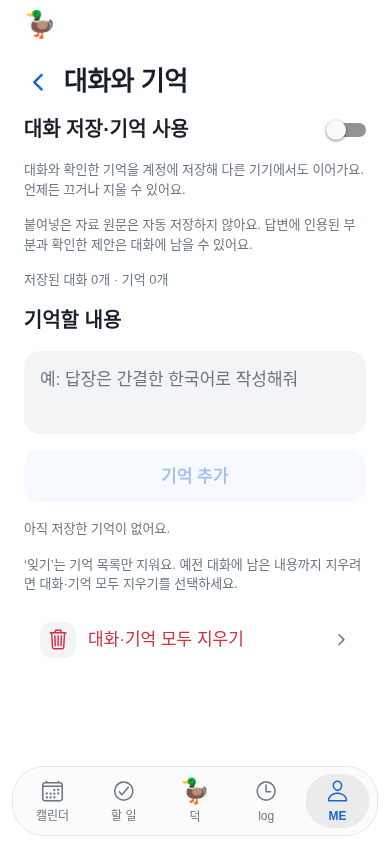 대화와 기억
대화 저장·기억 사용
대화와 확인한 기억을 계정에 저장해 다른 기기에서도 이어가요.
언제든 끄거나 지울 수 있어요.
붙여넣은 자료 원문은 자동 저장하지 않아요. 답변에 인용된 부
분과 확인한 제안은 대화에 남을 수 있어요.
저장된 대화 0개 · 기억 0개
기억할 내용
예: 답장은 간결한 한국어로 작성해줘
기억 추가
아직 저장한 기억이 없어요.
‘잊기’는 기억 목록만 지워요. 예전 대화에 남은 내용까지 지우려
면 대화·기억 모두 지우기를 선택하세요.
대화·기억 모두 지우기
캘린더
할 일
덕
log
ME